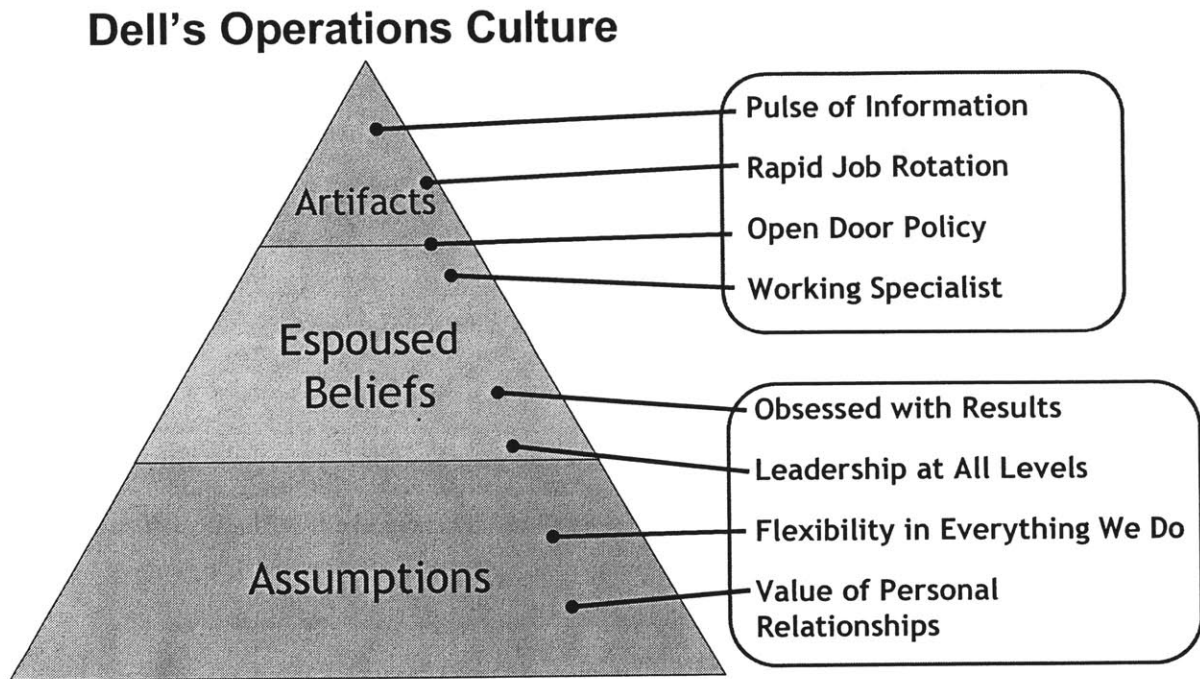 Dell's Operations Culture
Artifacts
Espoused
Beliefs
Assumptions
Pulse of Information
Rapid Job Rotation
Open Door Policy
Working Specialist
Obsessed with Results
Leadership at All Levels
Flexibility in Everything We Do
Value of Personal
Relationships